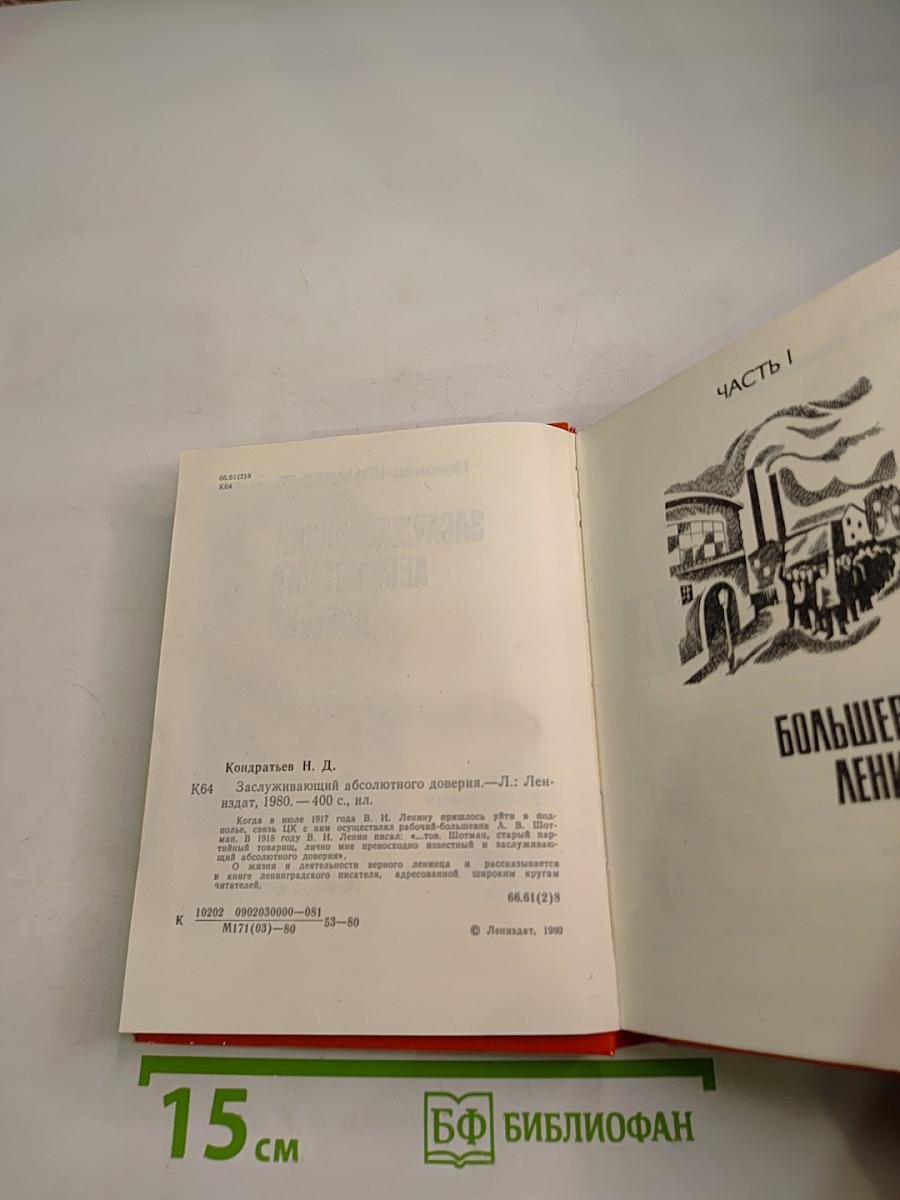 66.61(2)8
К64
Кондратьев Н. Д.
К64 Заслуживающий абсолютного доверия.—Л.: Лен-
издат, 1980. — 400 с., ил.
Когда в июле 1917 года В. И. Ленину пришлось уйти в под-
полье, связь ЦК с ним осуществлял рабочий-большевик А. В. Шот-
ман. В 1918 году В. И. Ленин писал: «...тов. Шотман, старый пар-
тийный товарищ, лично мне превосходно известный и заслуживаю-
щий абсолютного доверия».
О жизни и деятельности верного ленинца и рассказывается
в книге ленинградского писателя, адресованной широким кругам
читателей.
66.61(2)8
К 10202 0902030000—081
М171(03)—80
53—80
© Лениздат, 1980
ЧАСТЬ I
БОЛЬШЕВ
ЛЕНИ
15 см
БФ БИБЛИОФАН